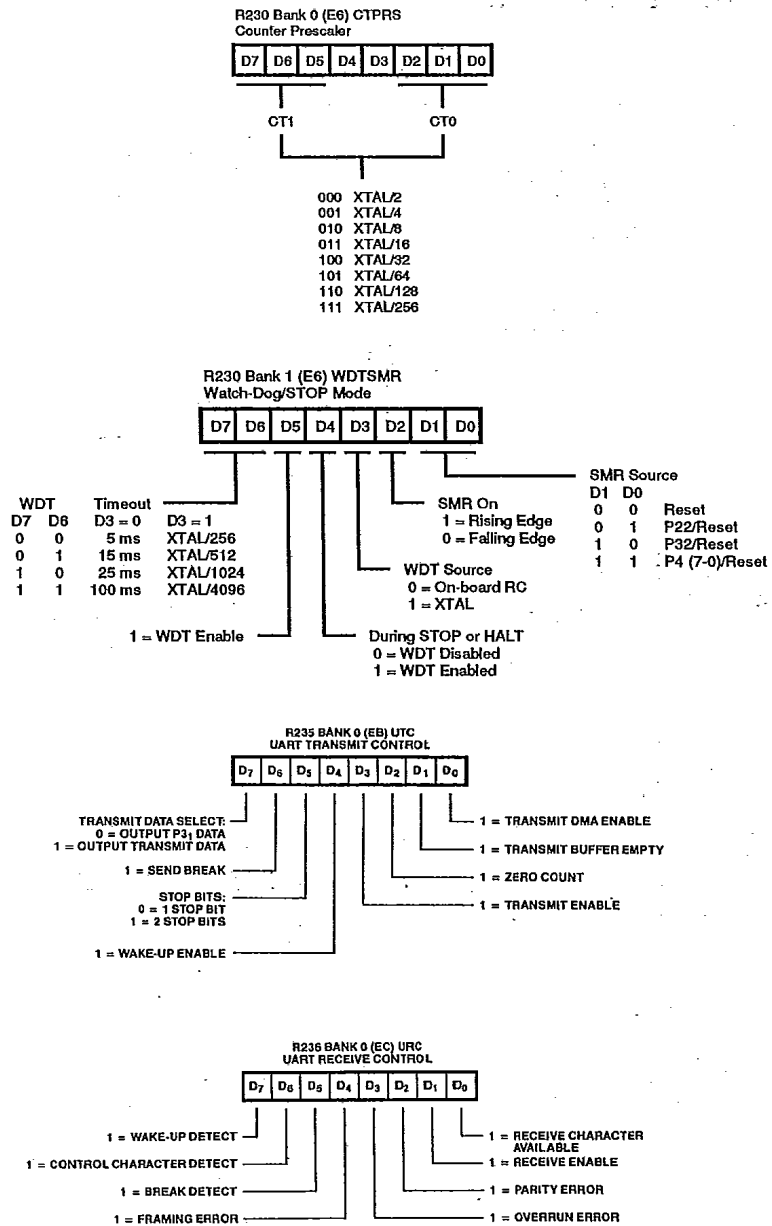 R230 Bank 0 (E6) CTPRS
Counter Prescaler
D7 D6 D5 D4 D3 D2 D1 D0
CT1 CT0
000 XTAL/2
001 XTAL/4
010 XTAL/8
011 XTAL/16
100 XTAL/32
101 XTAL/64
110 XTAL/128
111 XTAL/256
R230 Bank 1 (E6) WDTSMR
Watch-Dog/STOP Mode
D7 D6 D5 D4 D3 D2 D1 D0
WDT Timeout
D7 D6 D3 = 0 D3 = 1
0 0 5 ms XTAL/256
0 1 15 ms XTAL/512
1 0 25 ms XTAL/1024
1 1 100 ms XTAL/4096
1 = WDT Enable
During STOP or HALT
0 = WDT Disabled
1 = WDT Enabled
WDT Source
0 = On-board RC
1 = XTAL
SMR On
1 = Rising Edge
0 = Falling Edge
SMR Source
D1 D0
0 0 Reset
0 1 P22/Reset
1 0 P32/Reset
1 1 P4 (7-0)/Reset
R235 BANK 0 (EB) UTC
UART TRANSMIT CONTROL
D7 D6 D5 D4 D3 D2 D1 D0
TRANSMIT DATA SELECT:
0 = OUTPUT P31 DATA
1 = OUTPUT TRANSMIT DATA
1 = SEND BREAK
STOP BITS:
0 = 1 STOP BIT
1 = 2 STOP BITS
1 = WAKE-UP ENABLE
1 = TRANSMIT DMA ENABLE
1 = TRANSMIT BUFFER EMPTY
1 = ZERO COUNT
1 = TRANSMIT ENABLE
R236 BANK 0 (EC) URC
UART RECEIVE CONTROL
D7 D6 D5 D4 D3 D2 D1 D0
1 = WAKE-UP DETECT
1 = CONTROL CHARACTER DETECT
1 = BREAK DETECT
1 = FRAMING ERROR
1 = RECEIVE CHARACTER
AVAILABLE
1 = RECEIVE ENABLE
1 = PARITY ERROR
1 = OVERRUN ERROR